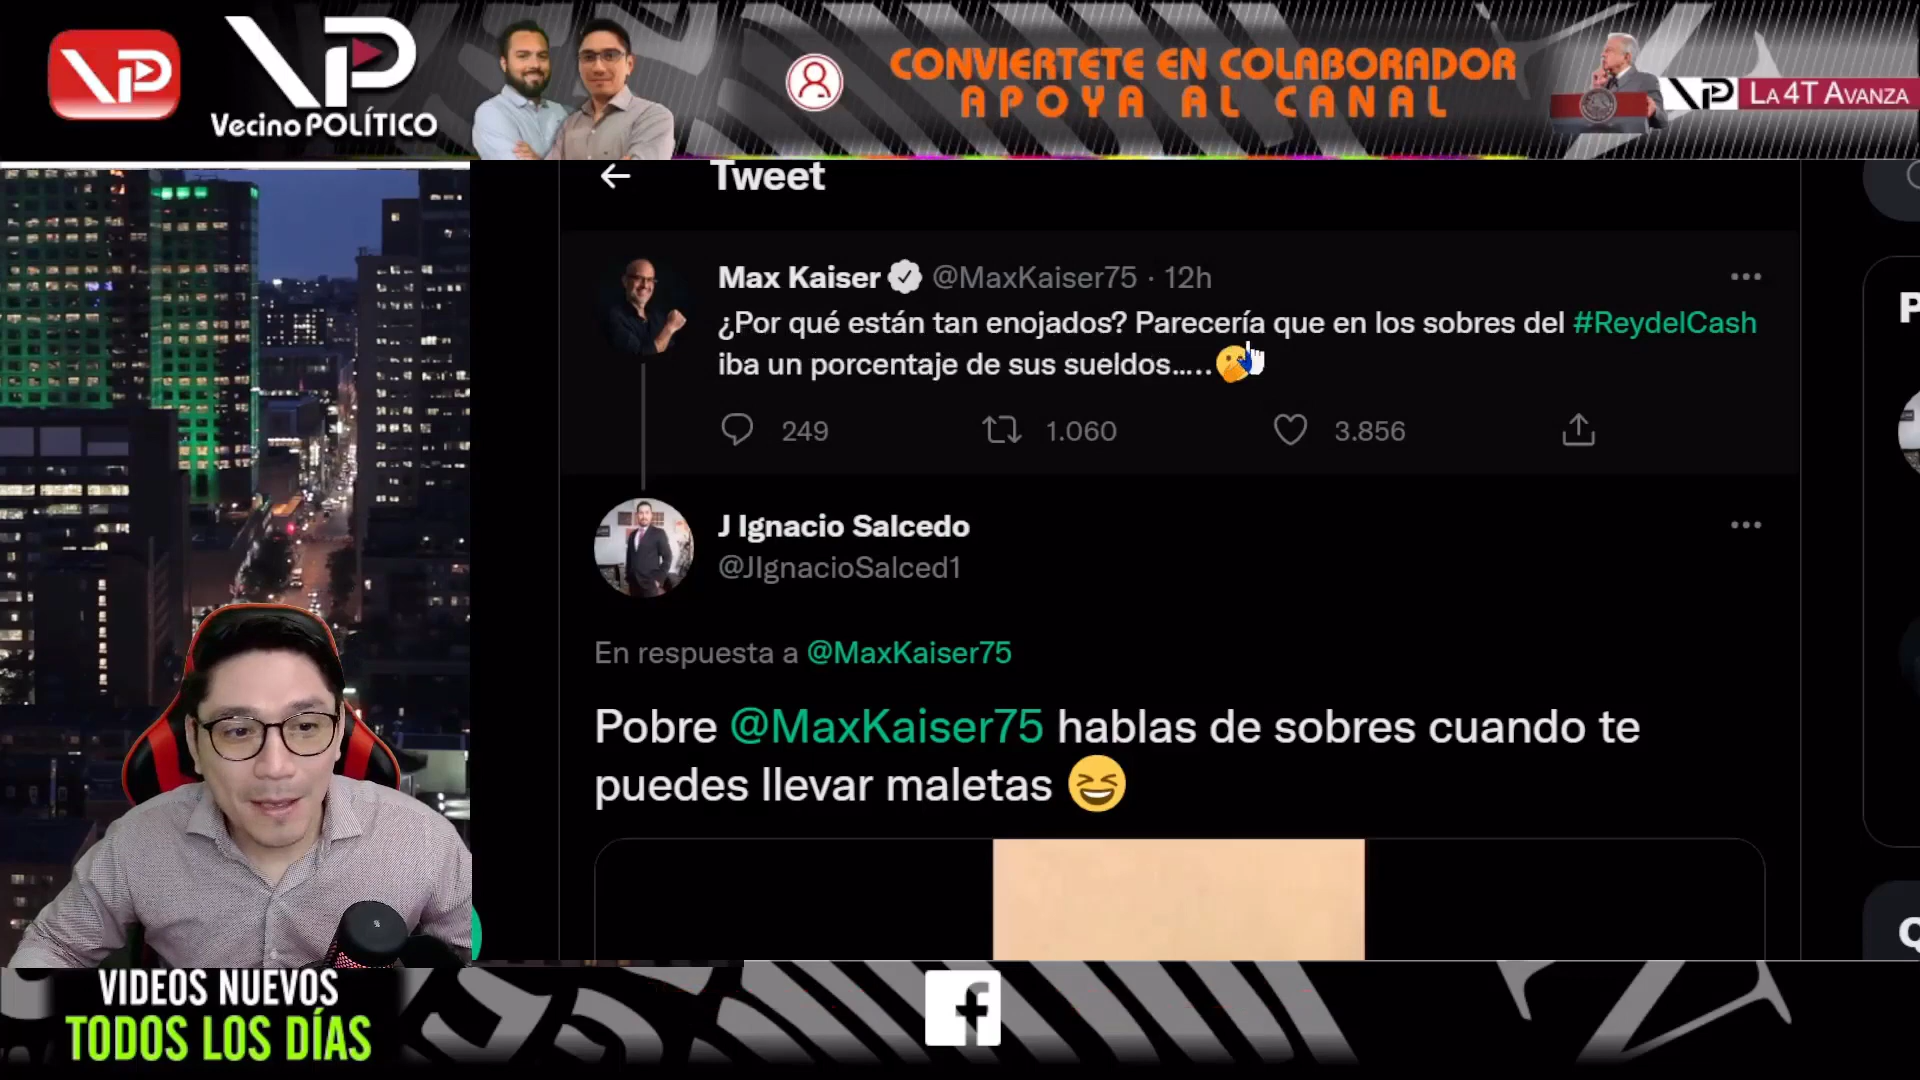 VP
VP
Vecino POLÍTICO
CONVIERTETE EN COLABORADOR
APOYA AL CANAL
VP LA 4T AVANZA
Tweet
Max Kaiser @MaxKaiser75 · 12h
¿Por qué están tan enojados? Parecería que en los sobres del #ReydelCash
iba un porcentaje de sus sueldos.....
249 1.060 3.856
J Ignacio Salcedo
@JIgnacioSalced1
En respuesta a @MaxKaiser75
Pobre @MaxKaiser75 hablas de sobres cuando te
puedes llevar maletas
VIDEOS NUEVOS
TODOS LOS DÍAS